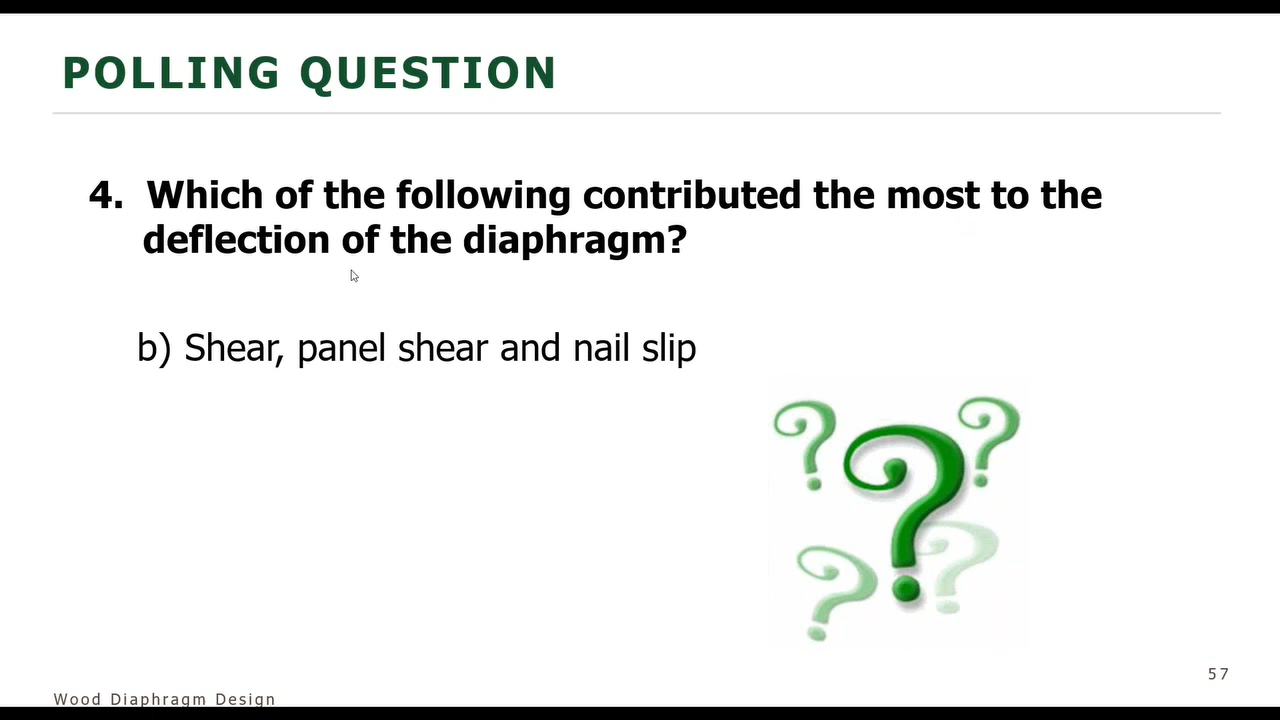 POLLING QUESTION
4. Which of the following contributed the most to the
deflection of the diaphragm?
b) Shear, panel shear and nail slip
57
Wood Diaphragm Design